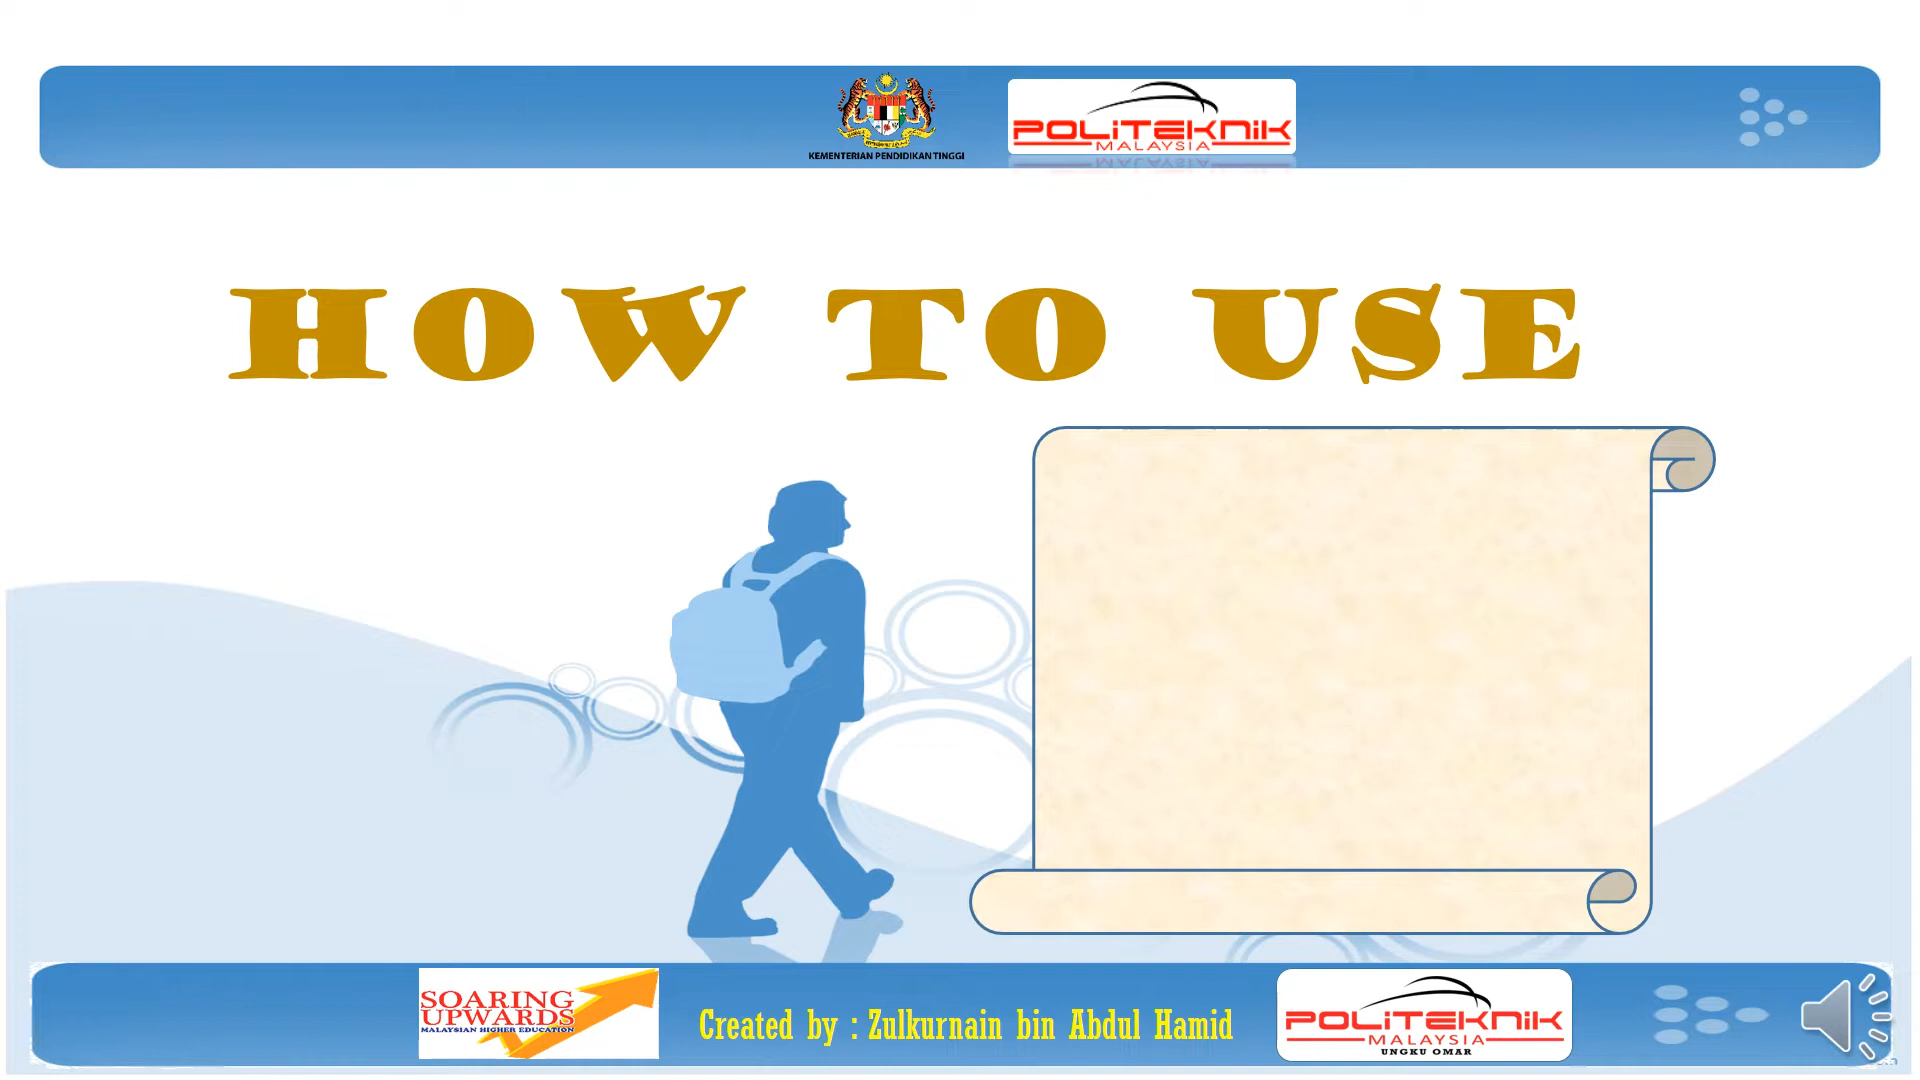 KEMENTERIAN PENDIDIKAN TINGGI
POLITEKNIK
MALAYSIA
HOW TO USE
SOARING
UPWARDS
MALAYSIAN HIGHER EDUCATION
Created by : Zulkurnain bin Abdul Hamid
POLITEKNIK
MALAYSIA
UNGKU OMAR